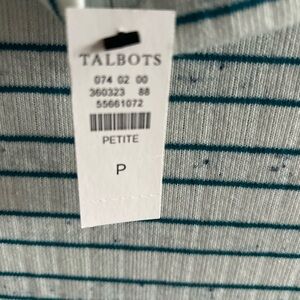 TALBOTS
074 02 00
360323 88
55661072
PETITE
P